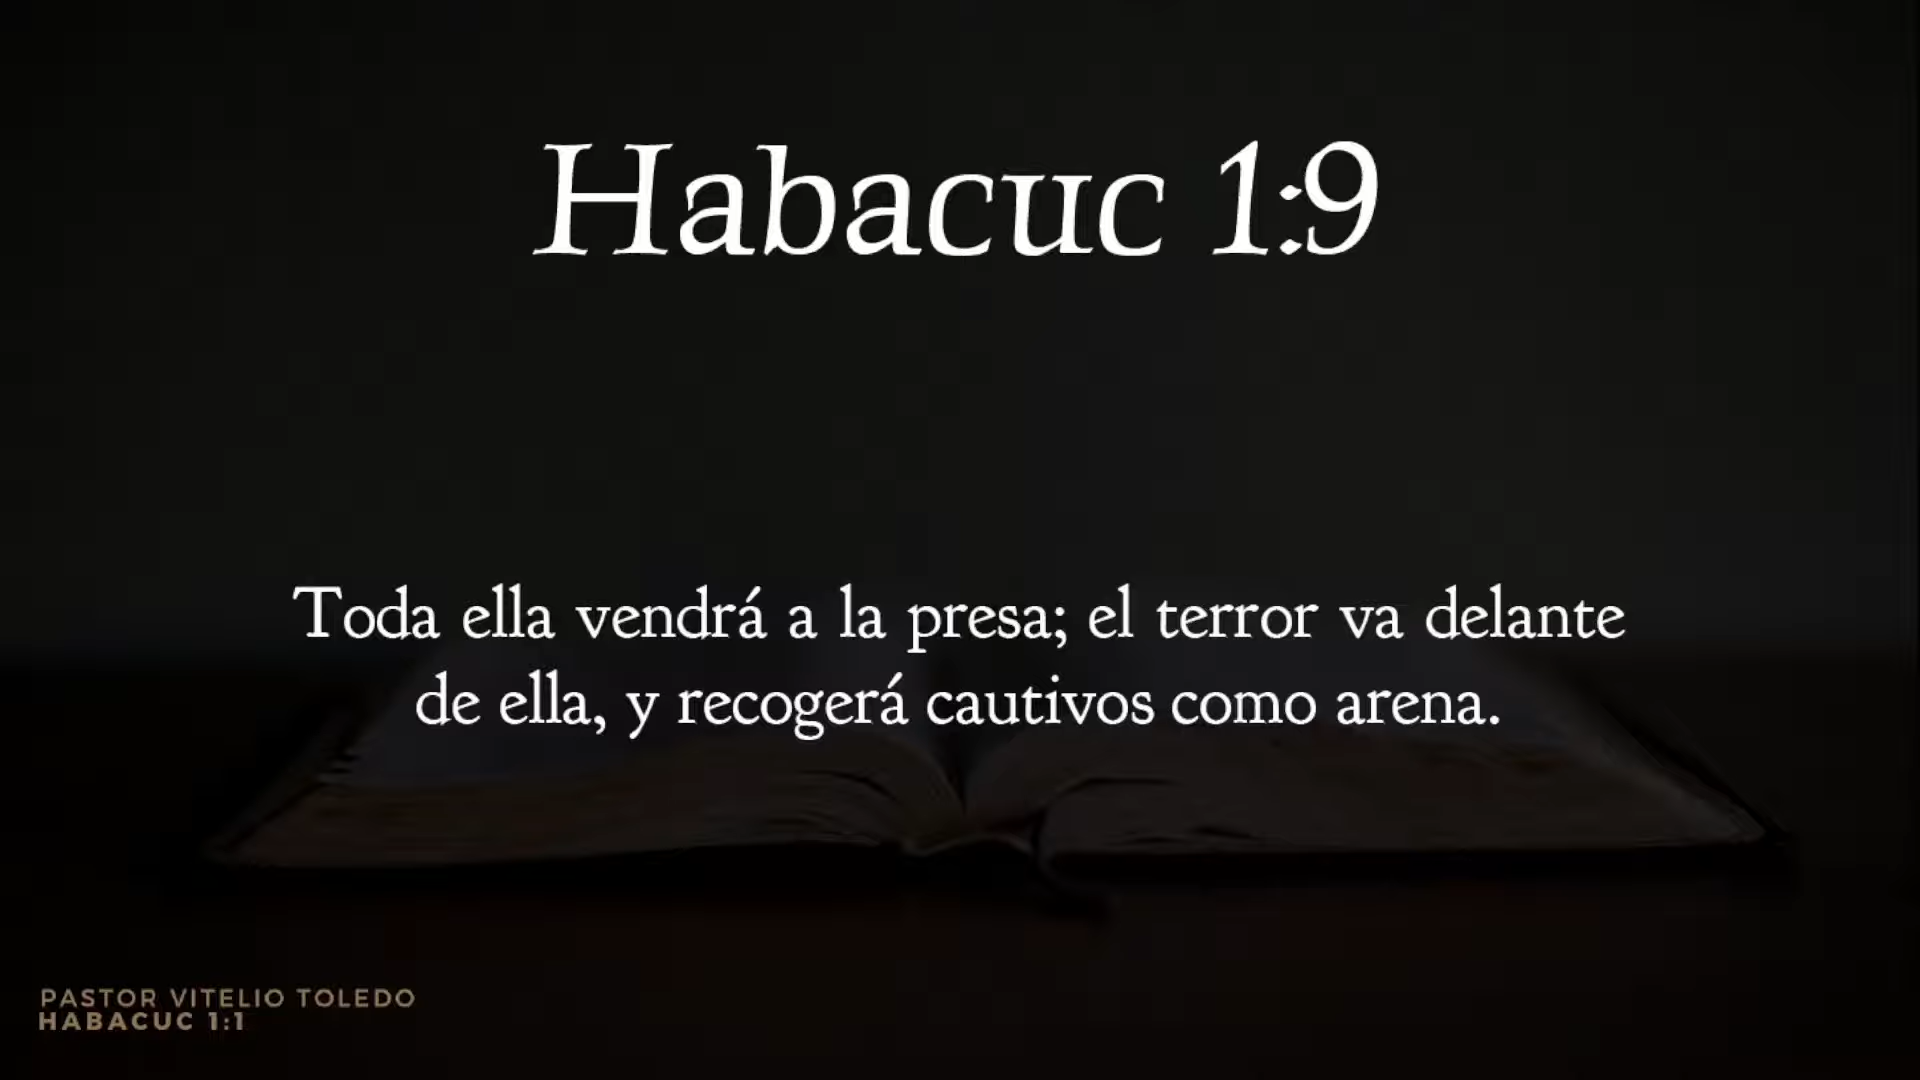 Habacuc 1:9
Toda ella vendrá a la presa; el terror va delante
de ella, y recogerá cautivos como arena.
PASTOR VITELIO TOLEDO
HABACUC 1:1